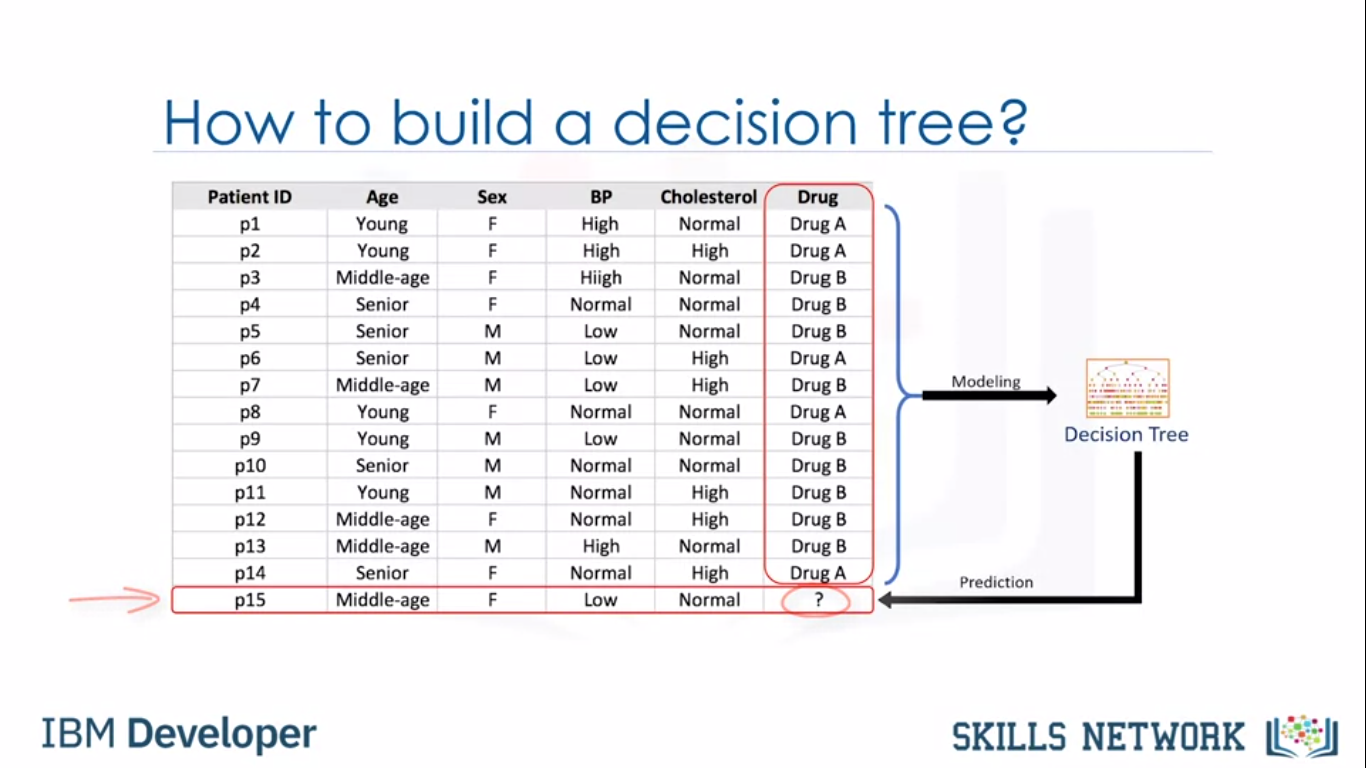 How to build a decision tree?
Patient ID Age Sex BP Cholesterol Drug
p1 Young F High Normal Drug A
p2 Young F High High Drug A
p3 Middle-age F Hiigh Normal Drug B
p4 Senior F Normal Normal Drug B
p5 Senior M Low Normal Drug B
p6 Senior M Low High Drug A
p7 Middle-age M Low High Drug B
p8 Young F Normal Normal Drug A
p9 Young M Low Normal Drug B
p10 Senior M Normal Normal Drug B
p11 Young M Normal High Drug B
p12 Middle-age F Normal High Drug B
p13 Middle-age M High Normal Drug B
p14 Senior F Normal High Drug A
p15 Middle-age F Low Normal ?
Modeling
Decision Tree
Prediction
IBM Developer
SKILLS NETWORK